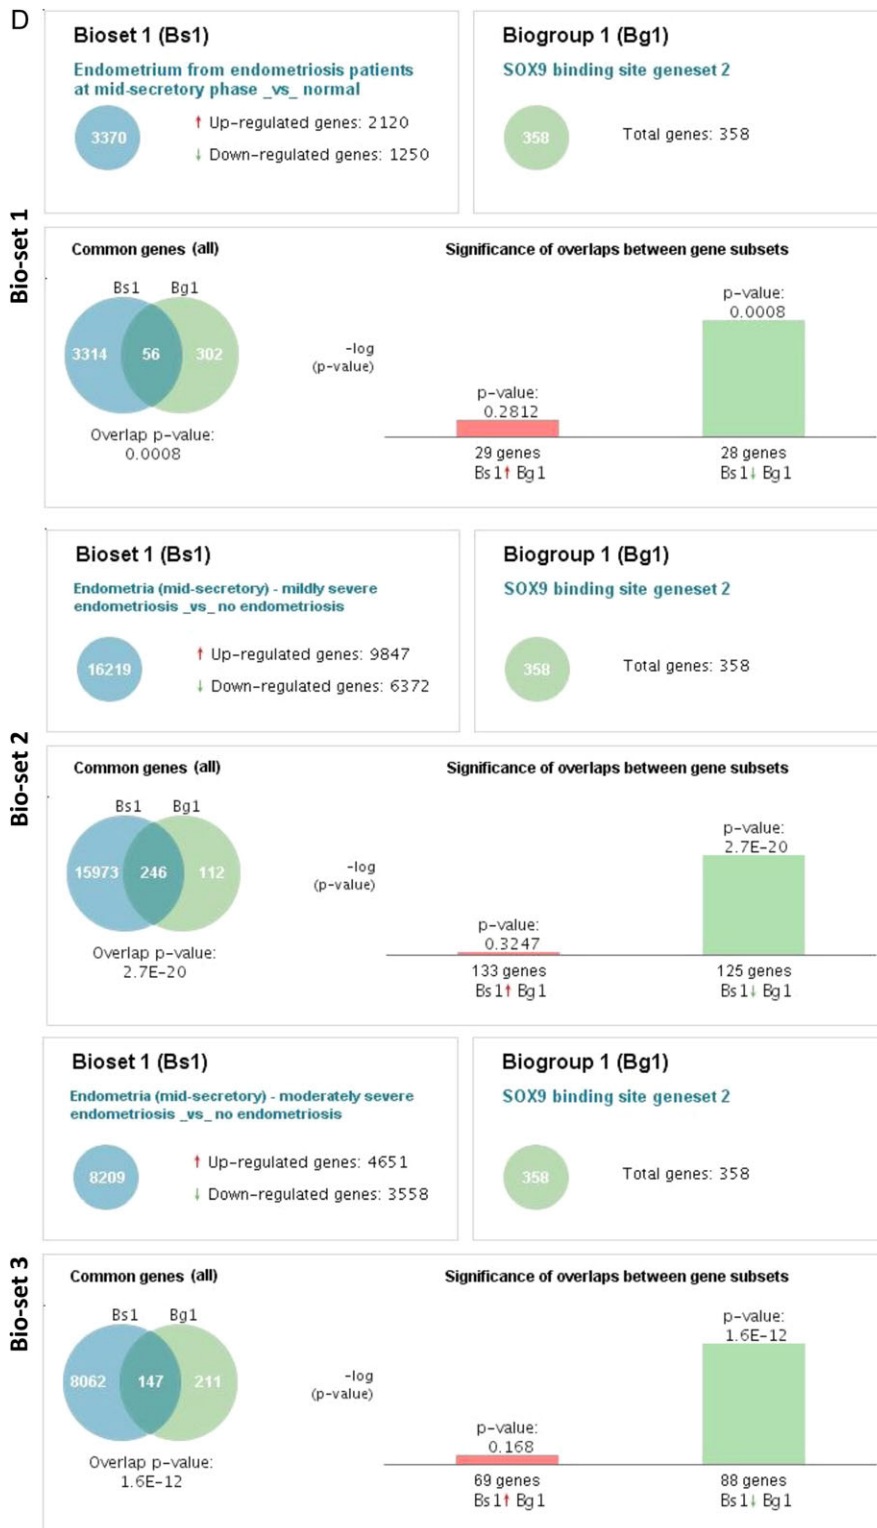 D
Bio-set 1
Bioset 1 (Bs1)
Endometrium from endometriosis patients
at mid-secretory phase _vs_ normal
3370
↑ Up-regulated genes: 2120
↓ Down-regulated genes: 1250
Biogroup 1 (Bg1)
SOX9 binding site geneset 2
358
Total genes: 358
Common genes (all)
Bs1 Bg1
3314 56 302
Overlap p-value:
0.0008
Significance of overlaps between gene subsets
-log
(p-value)
p-value:
0.2812
29 genes
Bs1↑ Bg1
p-value:
0.0008
28 genes
Bs1↓ Bg1
Bio-set 2
Bioset 1 (Bs1)
Endometria (mid-secretory) - mildly severe
endometriosis _vs_ no endometriosis
16219
↑ Up-regulated genes: 9847
↓ Down-regulated genes: 6372
Biogroup 1 (Bg1)
SOX9 binding site geneset 2
358
Total genes: 358
Common genes (all)
Bs1 Bg1
15973 246 112
Overlap p-value:
2.7E-20
Significance of overlaps between gene subsets
-log
(p-value)
p-value:
0.3247
133 genes
Bs1↑ Bg1
p-value:
2.7E-20
125 genes
Bs1↓ Bg1
Bio-set 3
Bioset 1 (Bs1)
Endometria (mid-secretory) - moderately severe
endometriosis _vs_ no endometriosis
8209
↑ Up-regulated genes: 4651
↓ Down-regulated genes: 3558
Biogroup 1 (Bg1)
SOX9 binding site geneset 2
358
Total genes: 358
Common genes (all)
Bs1 Bg1
8062 147 211
Overlap p-value:
1.6E-12
Significance of overlaps between gene subsets
-log
(p-value)
p-value:
0.168
69 genes
Bs1↑ Bg1
p-value:
1.6E-12
88 genes
Bs1↓ Bg1